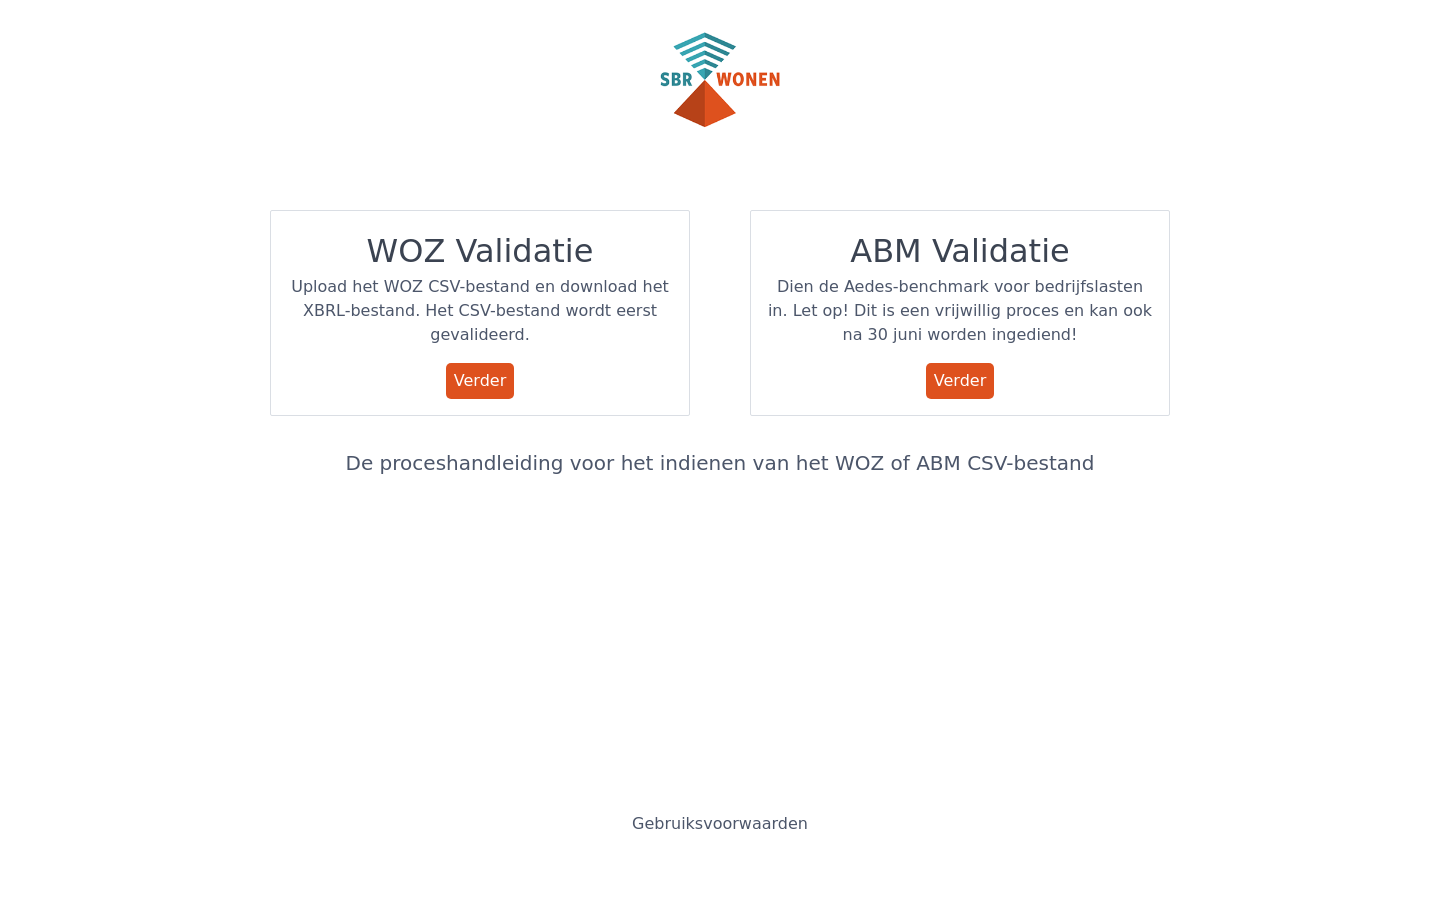 SBR WONEN
WOZ Validatie
Upload het WOZ CSV-bestand en download het
XBRL-bestand. Het CSV-bestand wordt eerst
gevalideerd.
Verder
ABM Validatie
Dien de Aedes-benchmark voor bedrijfslasten
in. Let op! Dit is een vrijwillig proces en kan ook
na 30 juni worden ingediend!
Verder
De proceshandleiding voor het indienen van het WOZ of ABM CSV-bestand
Gebruiksvoorwaarden